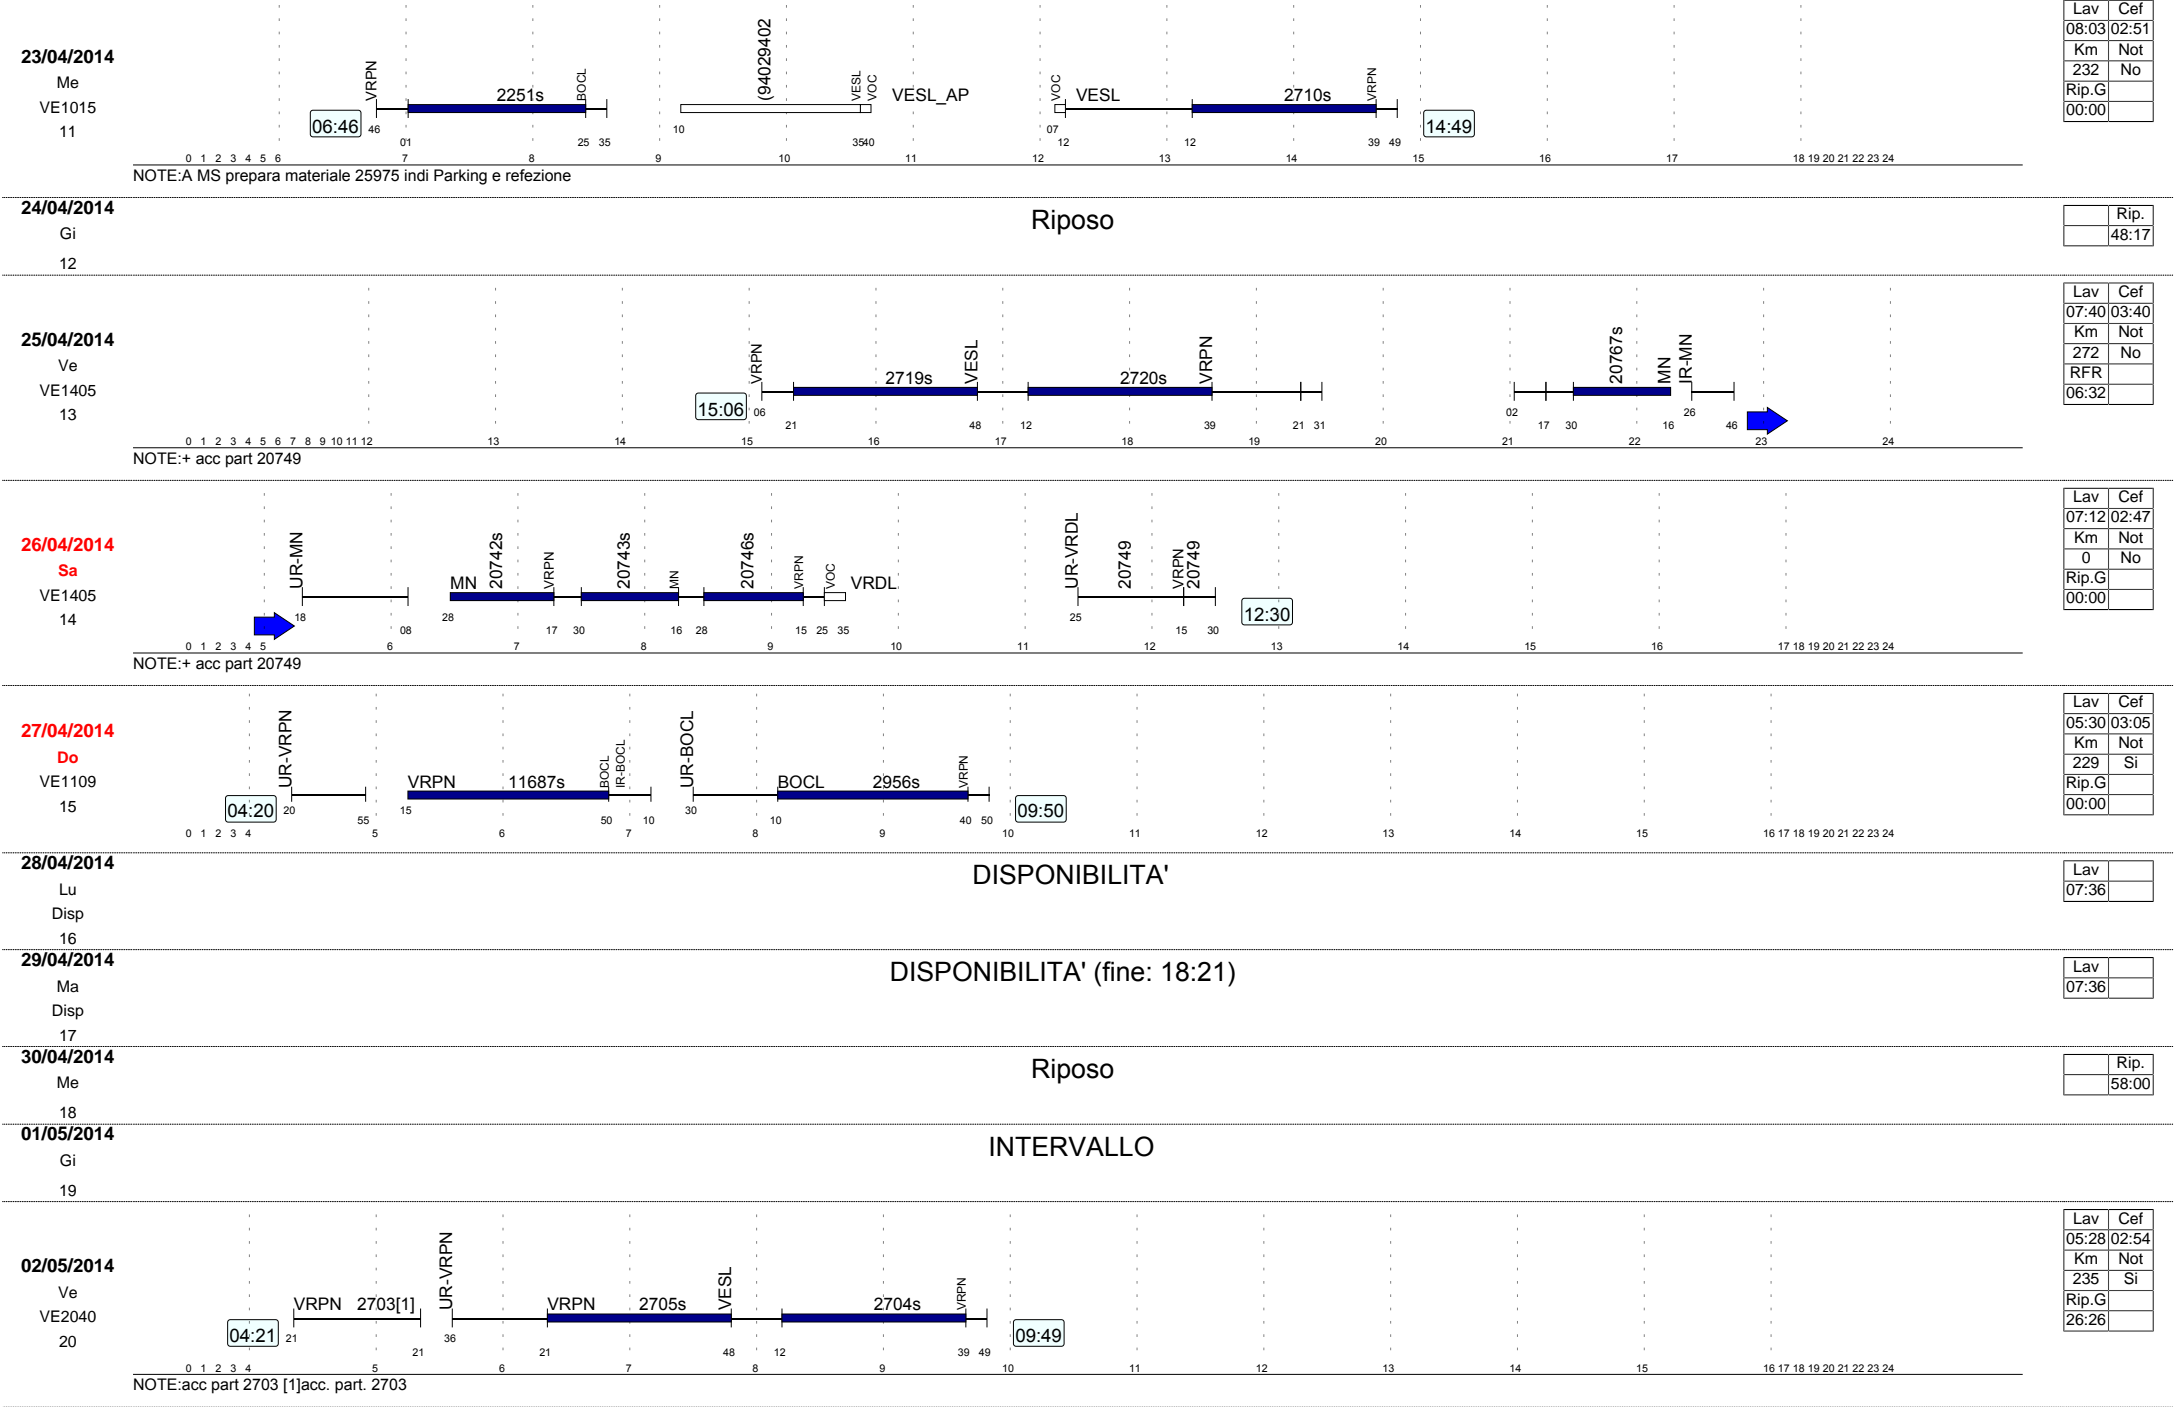 Lav Cef
08:03 02:51
Km Not
232 No
Rip.G
00:00
23/04/2014
Me
VE1015
11
06:46
VRPN 2251s BOCL (94029402 VESL VOC VESL_AP VOC VESL 2710s VRPN
46 01 25 35 10 35 40 07 12 12 39 49
14:49
0 1 2 3 4 5 6 7 8 9 10 11 12 13 14 15 16 17 18 19 20 21 22 23 24
NOTE:A MS prepara materiale 25975 indi Parking e refezione
24/04/2014
Gi
12
Riposo
Rip.
48:17
25/04/2014
Ve
VE1405
13
15:06
VRPN 2719s VESL 2720s VRPN 20767s MN IR-MN
06 21 48 12 39 21 31 02 17 30 16 26 46
0 1 2 3 4 5 6 7 8 9 10 11 12 13 14 15 16 17 18 19 20 21 22 23 24
NOTE:+ acc part 20749
Lav Cef
07:40 03:40
Km Not
272 No
RFR
06:32
26/04/2014
Sa
VE1405
14
UR-MN MN 20742s VRPN 20743s MN 20746s VRPN VOC VRDL UR-VRDL 20749 VRPN 20749
18 08 28 17 30 16 28 15 25 35 25 15 30
12:30
0 1 2 3 4 5 6 7 8 9 10 11 12 13 14 15 16 17 18 19 20 21 22 23 24
NOTE:+ acc part 20749
Lav Cef
07:12 02:47
Km Not
0 No
Rip.G
00:00
27/04/2014
Do
VE1109
15
04:20
UR-VRPN VRPN 11687s BOCL IR-BOCL UR-BOCL BOCL 2956s VRPN
20 55 15 50 10 30 10 40 50
09:50
0 1 2 3 4 5 6 7 8 9 10 11 12 13 14 15 16 17 18 19 20 21 22 23 24
Lav Cef
05:30 03:05
Km Not
229 Si
Rip.G
00:00
28/04/2014
Lu
Disp
16
DISPONIBILITA'
Lav
07:36
29/04/2014
Ma
Disp
17
DISPONIBILITA' (fine: 18:21)
Lav
07:36
30/04/2014
Me
18
Riposo
Rip.
58:00
01/05/2014
Gi
19
INTERVALLO
02/05/2014
Ve
VE2040
20
04:21
VRPN 2703[1] UR-VRPN VRPN 2705s VESL 2704s VRPN
21 21 36 21 48 12 39 49
09:49
0 1 2 3 4 5 6 7 8 9 10 11 12 13 14 15 16 17 18 19 20 21 22 23 24
NOTE:acc part 2703 [1]acc. part. 2703
Lav Cef
05:28 02:54
Km Not
235 Si
Rip.G
26:26